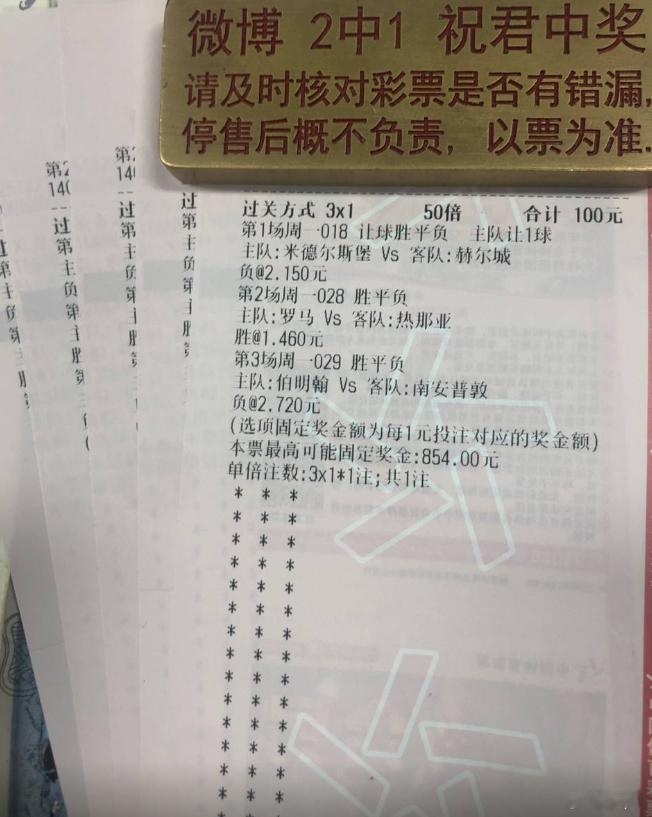 微博 2中1 祝君中奖
请及时核对彩票是否有错漏,
停售后概不负责, 以票为准.
过关方式 3x1 50倍 合计 100元
第1场周一018 让球胜平负 主队让1球
主队:米德尔斯堡 Vs 客队:赫尔城
负@2.150元
第2场周一028 胜平负
主队:罗马 Vs 客队:热那亚
胜@1.460元
第3场周一029 胜平负
主队:伯明翰 Vs 客队:南安普敦
负@2.720元
(选项固定奖金额为每1元投注对应的奖金额)
本票最高可能固定奖金:854.00元
单倍注数:3x1*1注;共1注